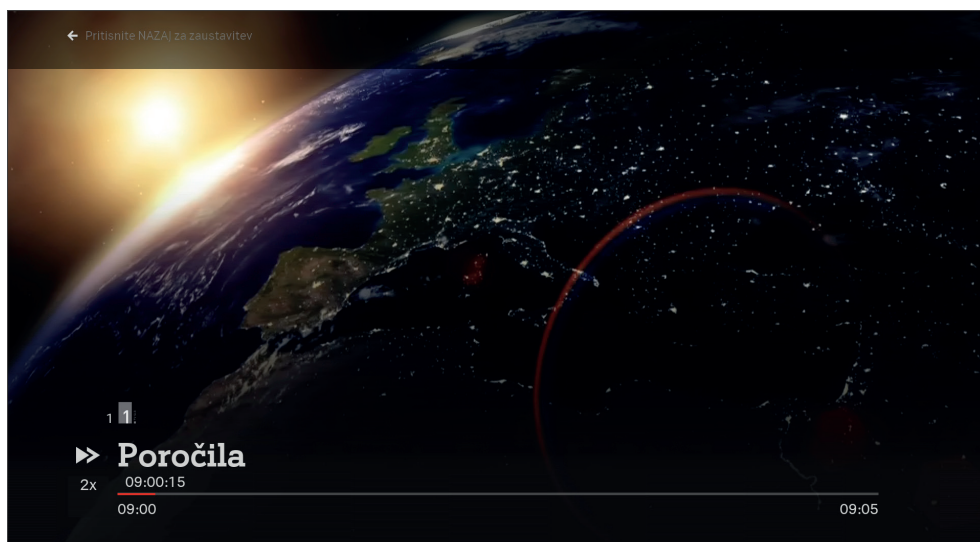 Pritisnite NAZAJ za zaustavitev
1 1
Poročila
2x 09:00:15
09:00 09:05